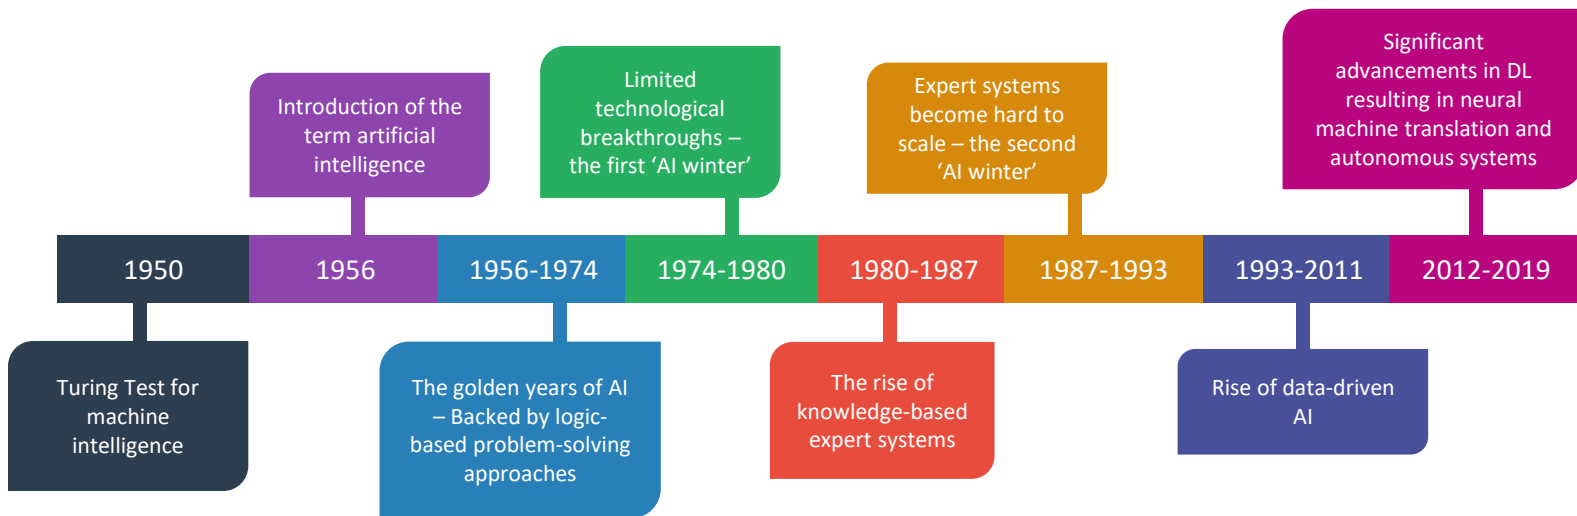 Introduction of the
term artificial
intelligence
Limited
technological
breakthroughs –
the first ‘AI winter’
Expert systems
become hard to
scale – the second
‘AI winter’
Significant
advancements in DL
resulting in neural
machine translation and
autonomous systems
1950
1956
1956-1974
1974-1980
1980-1987
1987-1993
1993-2011
2012-2019
Turing Test for
machine
intelligence
The golden years of AI
– Backed by logic-
based problem-solving
approaches
The rise of
knowledge-based
expert systems
Rise of data-driven
AI